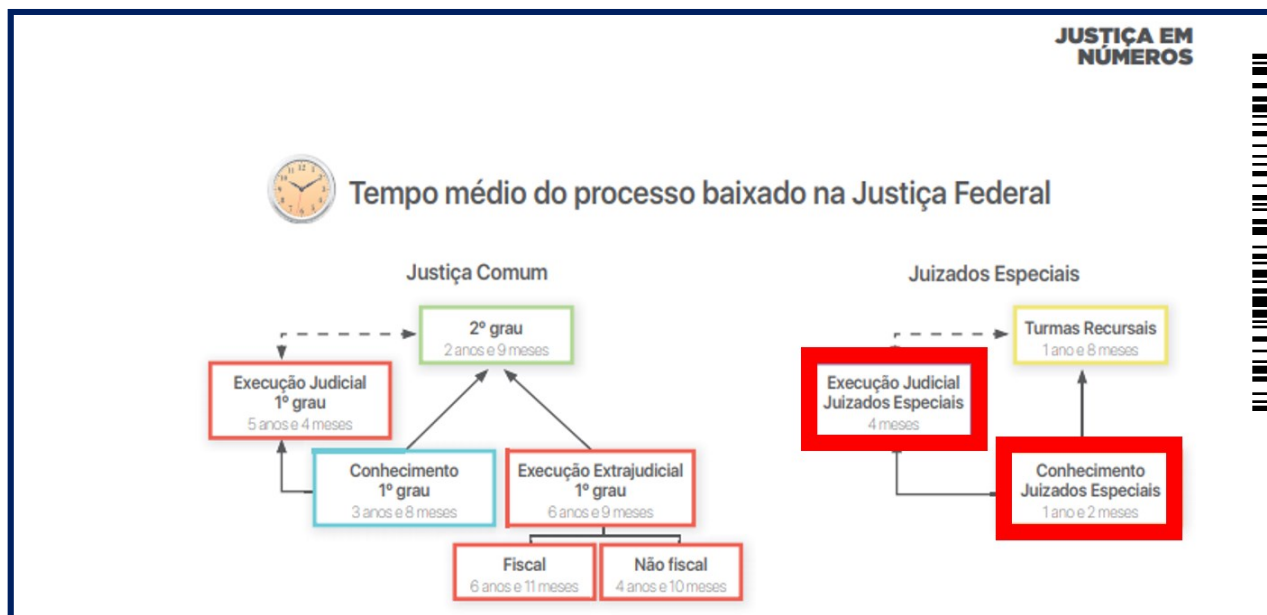 JUSTIÇA EM
NÚMEROS
Tempo médio do processo baixado na Justiça Federal
Justiça Comum
2º grau
2 anos e 9 meses
Execução Judicial
1º grau
5 anos e 4 meses
Conhecimento
1º grau
3 anos e 8 meses
Execução Extrajudicial
1º grau
6 anos e 9 meses
Fiscal
6 anos e 11 meses
Não fiscal
4 anos e 10 meses
Juizados Especiais
Turmas Recursais
1 ano e 8 meses
Execução Judicial
Juizados Especiais
4 meses
Conhecimento
Juizados Especiais
1 ano e 2 meses